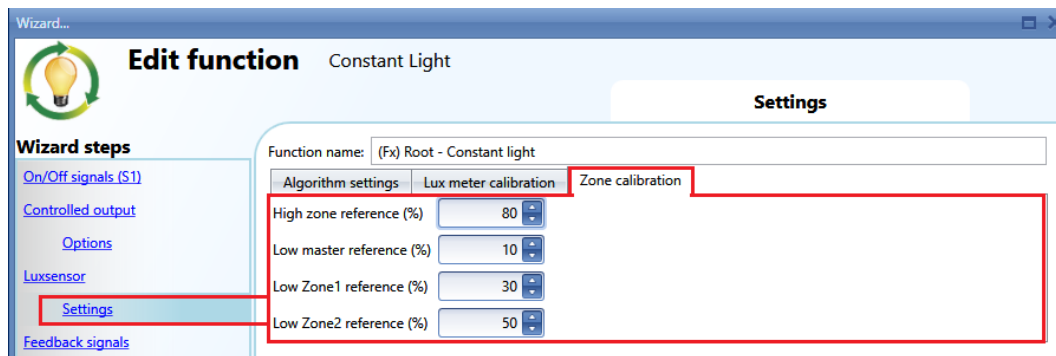 Wizard...
Edit function Constant Light
Settings
Wizard steps
On/Off signals (S1)
Controlled output
Options
Luxsensor
Settings
Feedback signals
Function name: (Fx) Root - Constant light
Algorithm settings Lux meter calibration Zone calibration
High zone reference (%) 80
Low master reference (%) 10
Low Zone1 reference (%) 30
Low Zone2 reference (%) 50